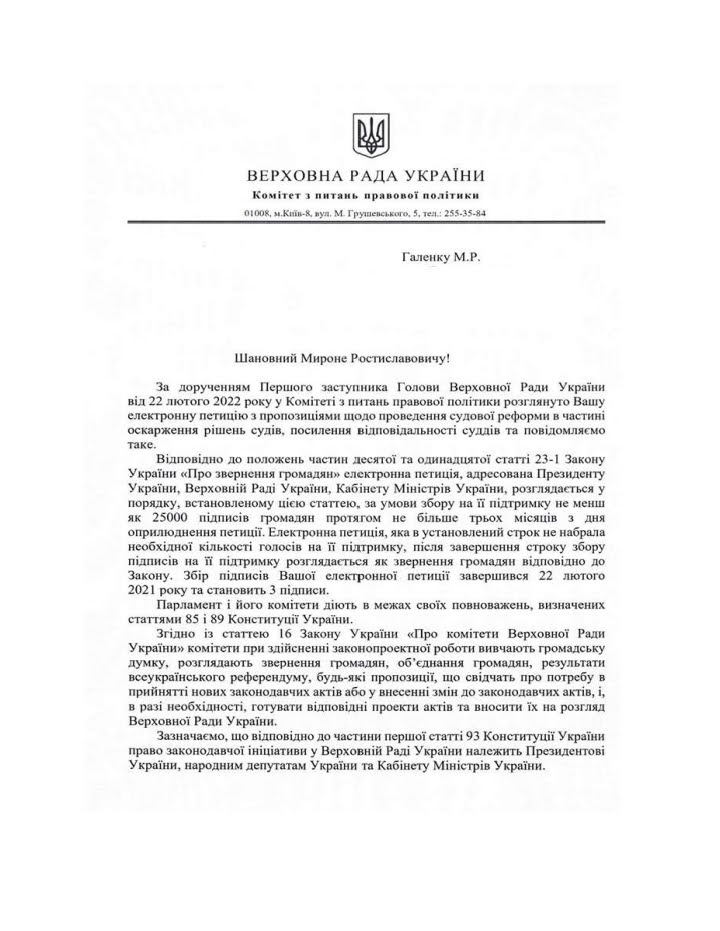 ВЕРХОВНА РАДА УКРАЇНИ
Комітет з питань правової політики
01008, м.Київ-8, вул. М. Грушевського, 5, тел.: 255-35-84
Галенку М.Р.
Шановний Мироне Ростиславовичу!
За дорученням Першого заступника Голови Верховної Ради України
від 22 лютого 2022 року у Комітеті з питань правової політики розглянуто Вашу
електронну петицію з пропозиціями щодо проведення судової реформи в частині
оскарження рішень судів, посилення відповідальності суддів та повідомляємо
таке.
Відповідно до положень частин десятої та одинадцятої статті 23-1 Закону
України «Про звернення громадян» електронна петиція, адресована Президенту
України, Верховній Раді України, Кабінету Міністрів України, розглядається у
порядку, встановленому цією статтею, за умови збору на її підтримку не менш
як 25000 підписів громадян протягом не більше трьох місяців з дня
оприлюднення петиції. Електронна петиція, яка в установлений строк не набрала
необхідної кількості голосів на її підтримку, після завершення строку збору
підписів на її підтримку розглядається як звернення громадян відповідно до
Закону. Збір підписів Вашої електронної петиції завершився 22 лютого
2021 року та становить 3 підписи.
Парламент і його комітети діють в межах своїх повноважень, визначених
статтями 85 і 89 Конституції України.
Згідно із статтею 16 Закону України «Про комітети Верховної Ради
України» комітети при здійсненні законопроектної роботи вивчають громадську
думку, розглядають звернення громадян, об’єднання громадян, результати
всеукраїнського референдуму, будь-які пропозиції, що свідчать про потребу в
прийнятті нових законодавчих актів або у внесенні змін до законодавчих актів, і,
в разі необхідності, готувати відповідні проекти актів та вносити їх на розгляд
Верховної Ради України.
Зазначаємо, що відповідно до частини першої статті 93 Конституції України
право законодавчої ініціативи у Верховній Раді України належить Президентові
України, народним депутатам України та Кабінету Міністрів України.